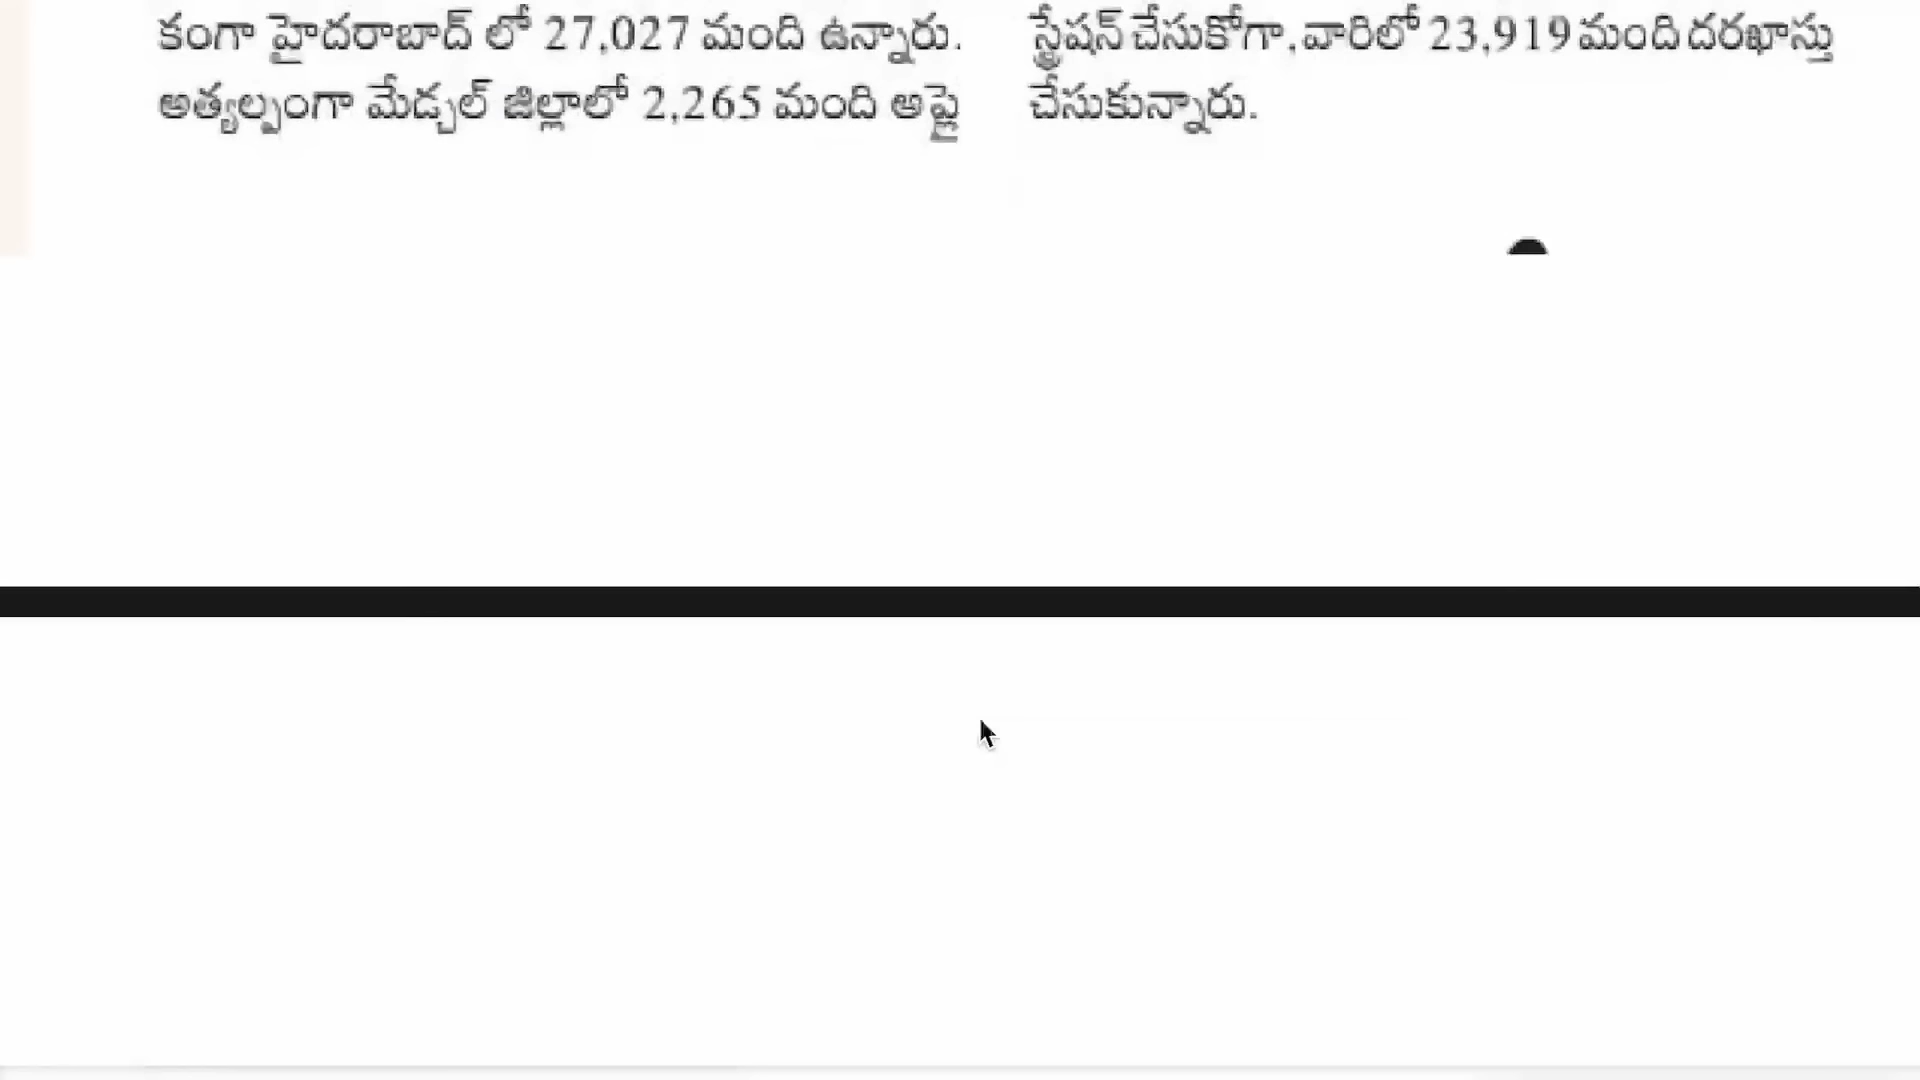 కంగా హైదరాబాద్ లో 27,027 మంది ఉన్నారు.
అత్యల్పంగా మేడ్చల్ జిల్లాలో 2,265 మంది అప్లై
స్ట్రేషన్ చేసుకోగా, వారిలో 23,919 మంది దరఖాస్తు
చేసుకున్నారు.